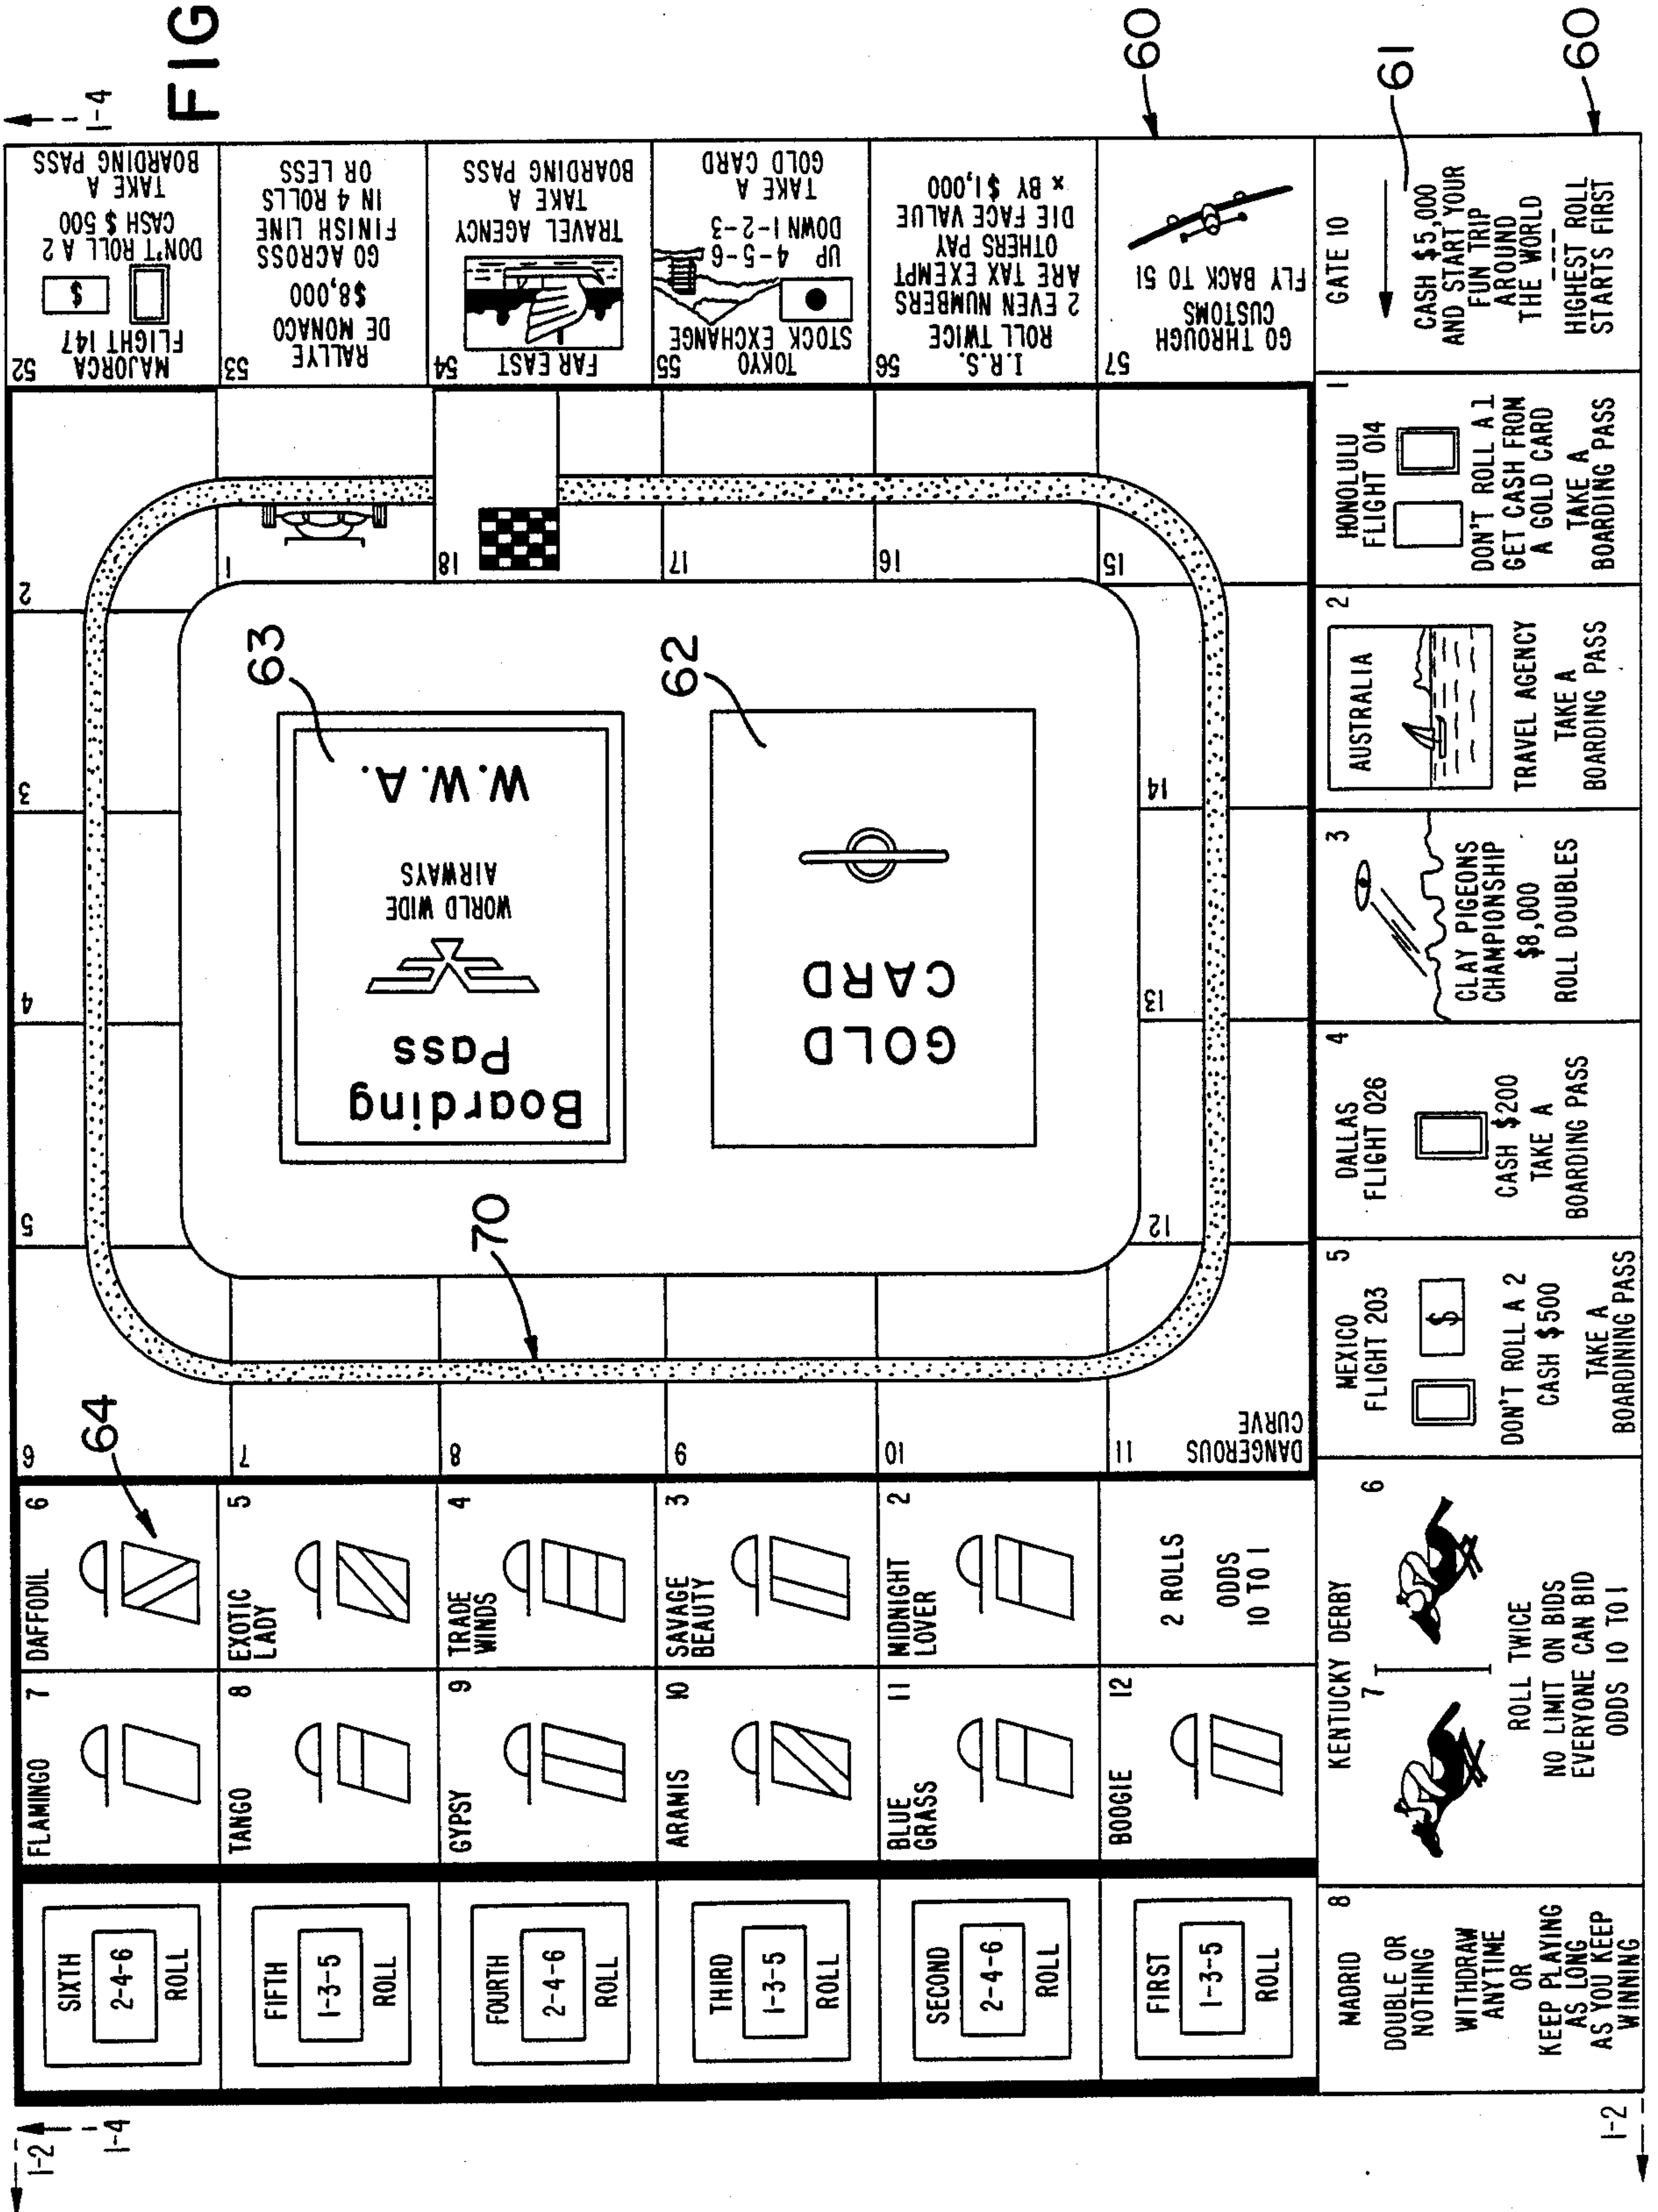 FIG
1-4
60
61
60
52
MAJORCA
FLIGHT 147
$
DON'T ROLL A 2
CASH $ 500
TAKE A
BOARDING PASS
53
RALLYE
DE MONACO
$8,000
GO ACROSS
FINISH LINE
IN 4 ROLLS
OR LESS
54
FAR EAST
TRAVEL AGENCY
TAKE A
BOARDING PASS
55
TOKYO
STOCK EXCHANGE
UP 4-5-6
DOWN 1-2-3
TAKE A
GOLD CARD
56
I.R.S.
ROLL TWICE
2 EVEN NUMBERS
ARE TAX EXEMPT
OTHERS PAY
DIE FACE VALUE
x BY $1,000
57
GO THROUGH
CUSTOMS
FLY BACK TO 51
GATE 10
CASH $5,000
AND START YOUR
FUN TRIP
AROUND
THE WORLD
HIGHEST ROLL
STARTS FIRST
1
HONOLULU
FLIGHT 014
DON'T ROLL A 1
GET CASH FROM
A GOLD CARD
TAKE A
BOARDING PASS
2
AUSTRALIA
TRAVEL AGENCY
TAKE A
BOARDING PASS
3
CLAY PIGEONS
CHAMPIONSHIP
$8,000
ROLL DOUBLES
4
DALLAS
FLIGHT 026
CASH $200
TAKE A
BOARDING PASS
5
MEXICO
FLIGHT 203
$
DON'T ROLL A 2
CASH $500
TAKE A
BOARDINING PASS
KENTUCKY DERBY
7
6
ROLL TWICE
NO LIMIT ON BIDS
EVERYONE CAN BID
ODDS 10 TO 1
8
MADRID
DOUBLE OR
NOTHING
WITHDRAW
ANYTIME
OR
KEEP PLAYING
AS LONG
AS YOU KEEP
WINNING
1
2
3
4
5
6
7
8
9
10
11
DANGEROUS
CURVE
12
13
14
15
16
17
18
63
Boarding
Pass
WORLD WIDE
AIRWAYS
W.W.A.
62
GOLD
CARD
70
64
DAFFODIL 6
EXOTIC
LADY
5
TRADE
WINDS
4
SAVAGE
BEAUTY
3
MIDNIGHT
LOVER
2
2 ROLLS
ODDS
10 TO 1
FLAMINGO 7
TANGO 8
GYPSY 9
ARAMIS 10
BLUE
GRASS
11
BOOGIE 12
SIXTH
2-4-6
ROLL
FIFTH
1-3-5
ROLL
FOURTH
2-4-6
ROLL
THIRD
1-3-5
ROLL
SECOND
2-4-6
ROLL
FIRST
1-3-5
ROLL
1-2
1-4
1-2